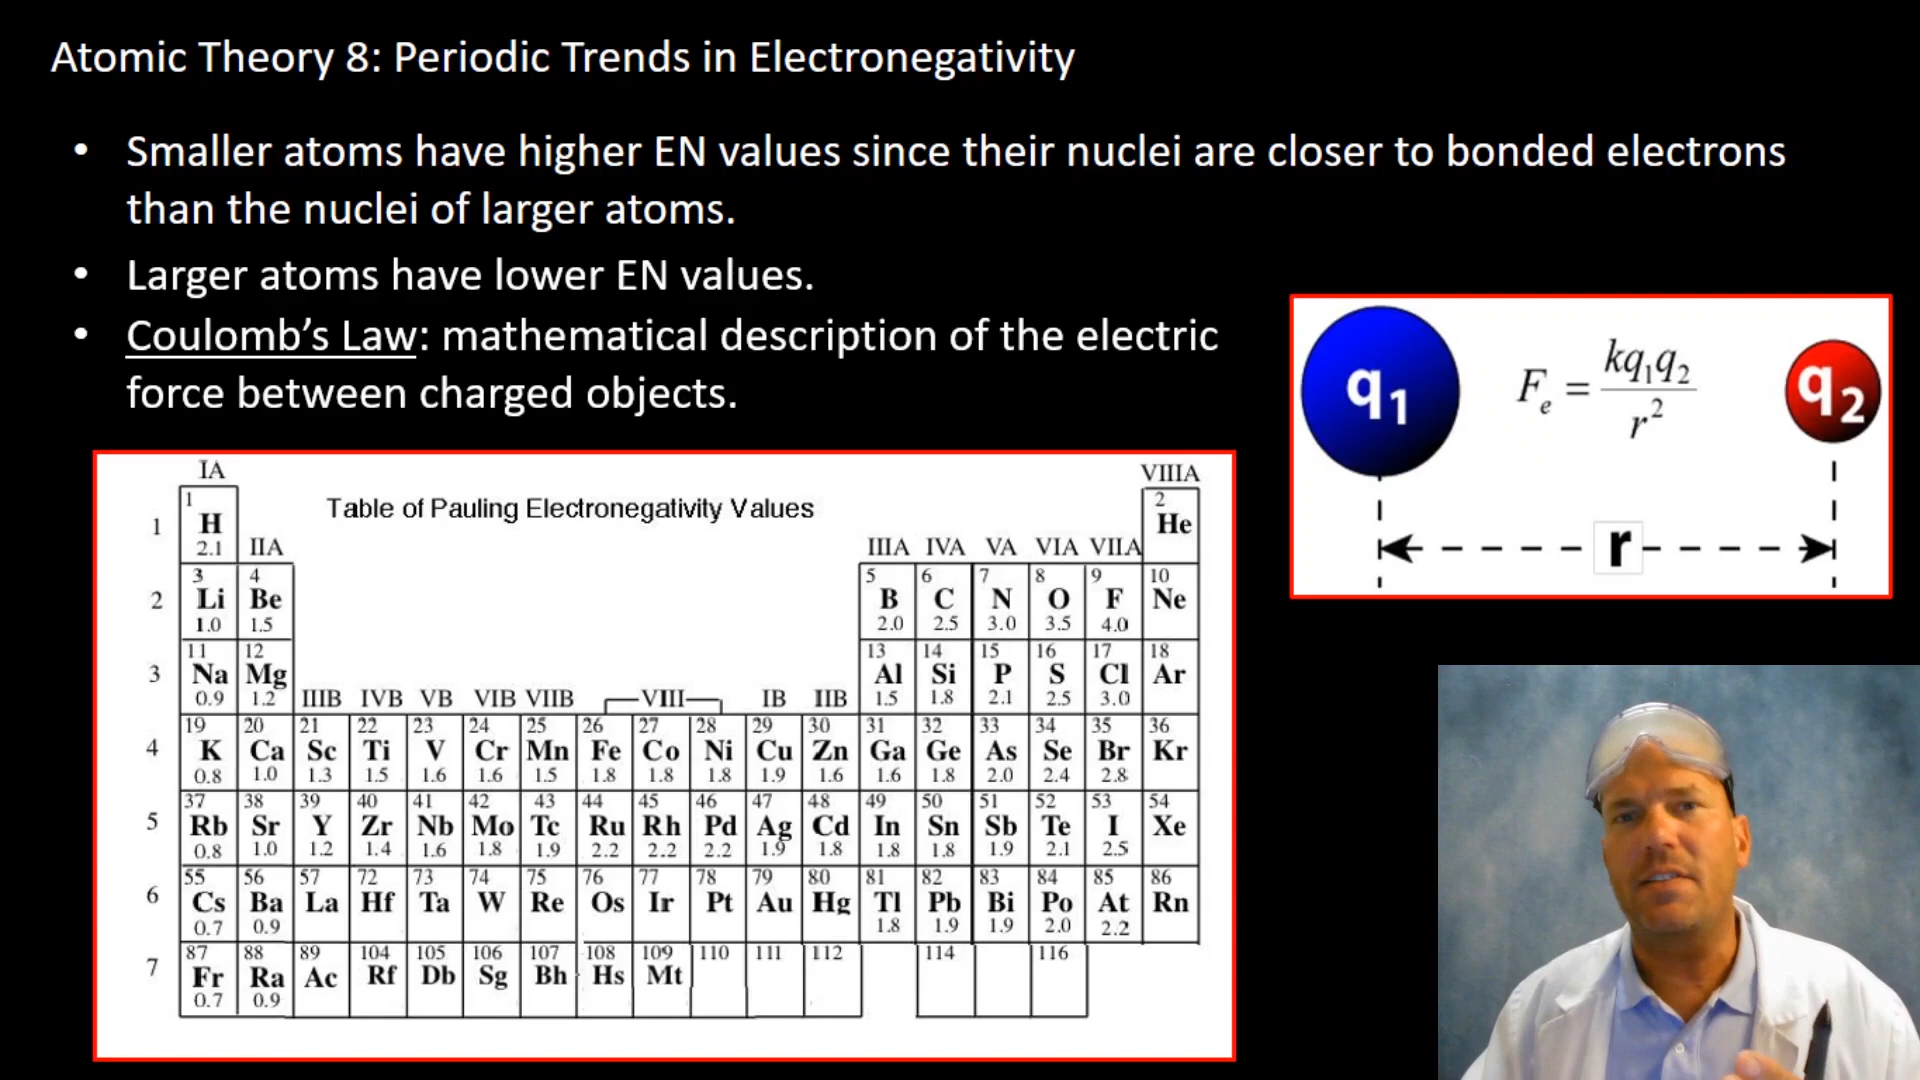 Atomic Theory 8: Periodic Trends in Electronegativity
• Smaller atoms have higher EN values since their nuclei are closer to bonded electrons
than the nuclei of larger atoms.
• Larger atoms have lower EN values.
• Coulomb's Law: mathematical description of the electric
force between charged objects.
q1 Fe = kq1q2 / r2 q2
r
Table of Pauling Electronegativity Values
IA VIIIA
1 2
1 H He
2.1 IIA IIIA IVA VA VIA VIIA
3 4 5 6 7 8 9 10
2 Li Be B C N O F Ne
1.0 1.5 2.0 2.5 3.0 3.5 4.0
11 12 13 14 15 16 17 18
3 Na Mg Al Si P S Cl Ar
0.9 1.2 IIIB IVB VB VIB VIIB VIII IB IIB 1.5 1.8 2.1 2.5 3.0
19 20 21 22 23 24 25 26 27 28 29 30 31 32 33 34 35 36
4 K Ca Sc Ti V Cr Mn Fe Co Ni Cu Zn Ga Ge As Se Br Kr
0.8 1.0 1.3 1.5 1.6 1.6 1.5 1.8 1.8 1.8 1.9 1.6 1.6 1.8 2.0 2.4 2.8
37 38 39 40 41 42 43 44 45 46 47 48 49 50 51 52 53 54
5 Rb Sr Y Zr Nb Mo Tc Ru Rh Pd Ag Cd In Sn Sb Te I Xe
0.8 1.0 1.2 1.4 1.6 1.8 1.9 2.2 2.2 2.2 1.9 1.8 1.8 1.8 1.9 2.1 2.5
55 56 57 72 73 74 75 76 77 78 79 80 81 82 83 84 85 86
6 Cs Ba La Hf Ta W Re Os Ir Pt Au Hg Tl Pb Bi Po At Rn
0.7 0.9 1.8 1.9 1.9 2.0 2.2
87 88 89 104 105 106 107 108 109 110 111 112 114 116
7 Fr Ra Ac Rf Db Sg Bh Hs Mt
0.7 0.9